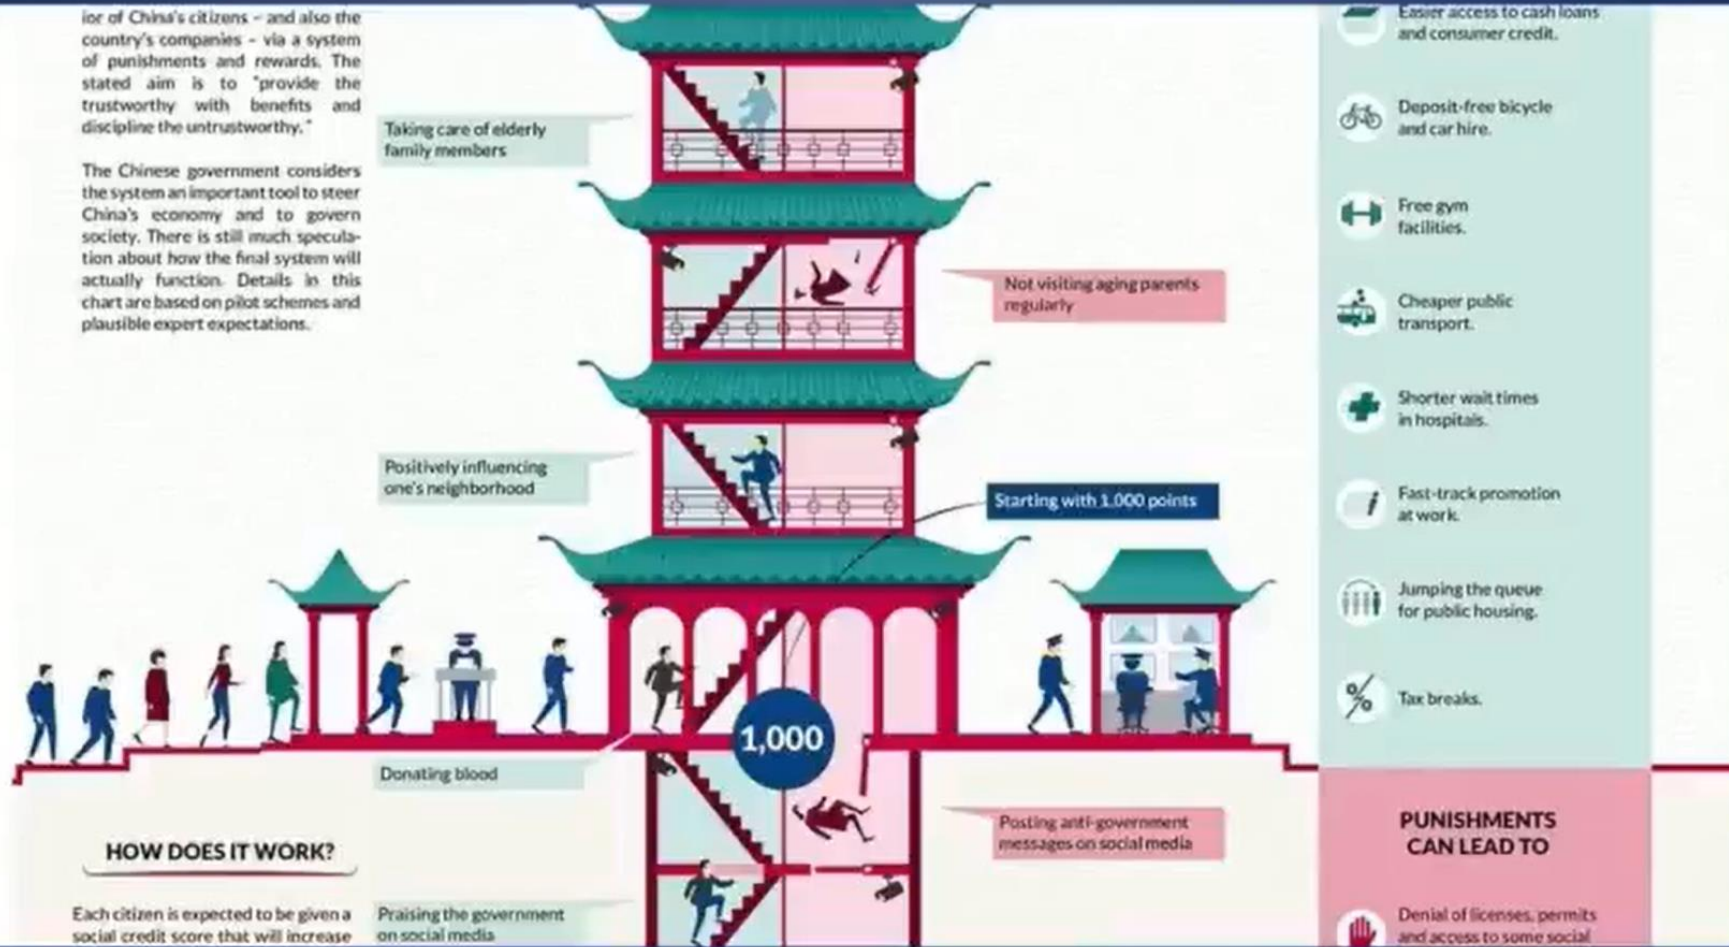 ior of China's citizens – and also the
country's companies – via a system
of punishments and rewards. The
stated aim is to "provide the
trustworthy with benefits and
discipline the untrustworthy."
The Chinese government considers
the system an important tool to steer
China's economy and to govern
society. There is still much specula-
tion about how the final system will
actually function. Details in this
chart are based on pilot schemes and
plausible expert expectations.
HOW DOES IT WORK?
Each citizen is expected to be given a
social credit score that will increase
Taking care of elderly
family members
Not visiting aging parents
regularly
Positively influencing
one's neighborhood
Starting with 1.000 points
1,000
Donating blood
Posting anti-government
messages on social media
Praising the government
on social media
Easier access to cash loans
and consumer credit.
Deposit-free bicycle
and car hire.
Free gym
facilities.
Cheaper public
transport.
Shorter wait times
in hospitals.
Fast-track promotion
at work.
Jumping the queue
for public housing.
%
Tax breaks.
PUNISHMENTS
CAN LEAD TO
Denial of licenses, permits
and access to some social